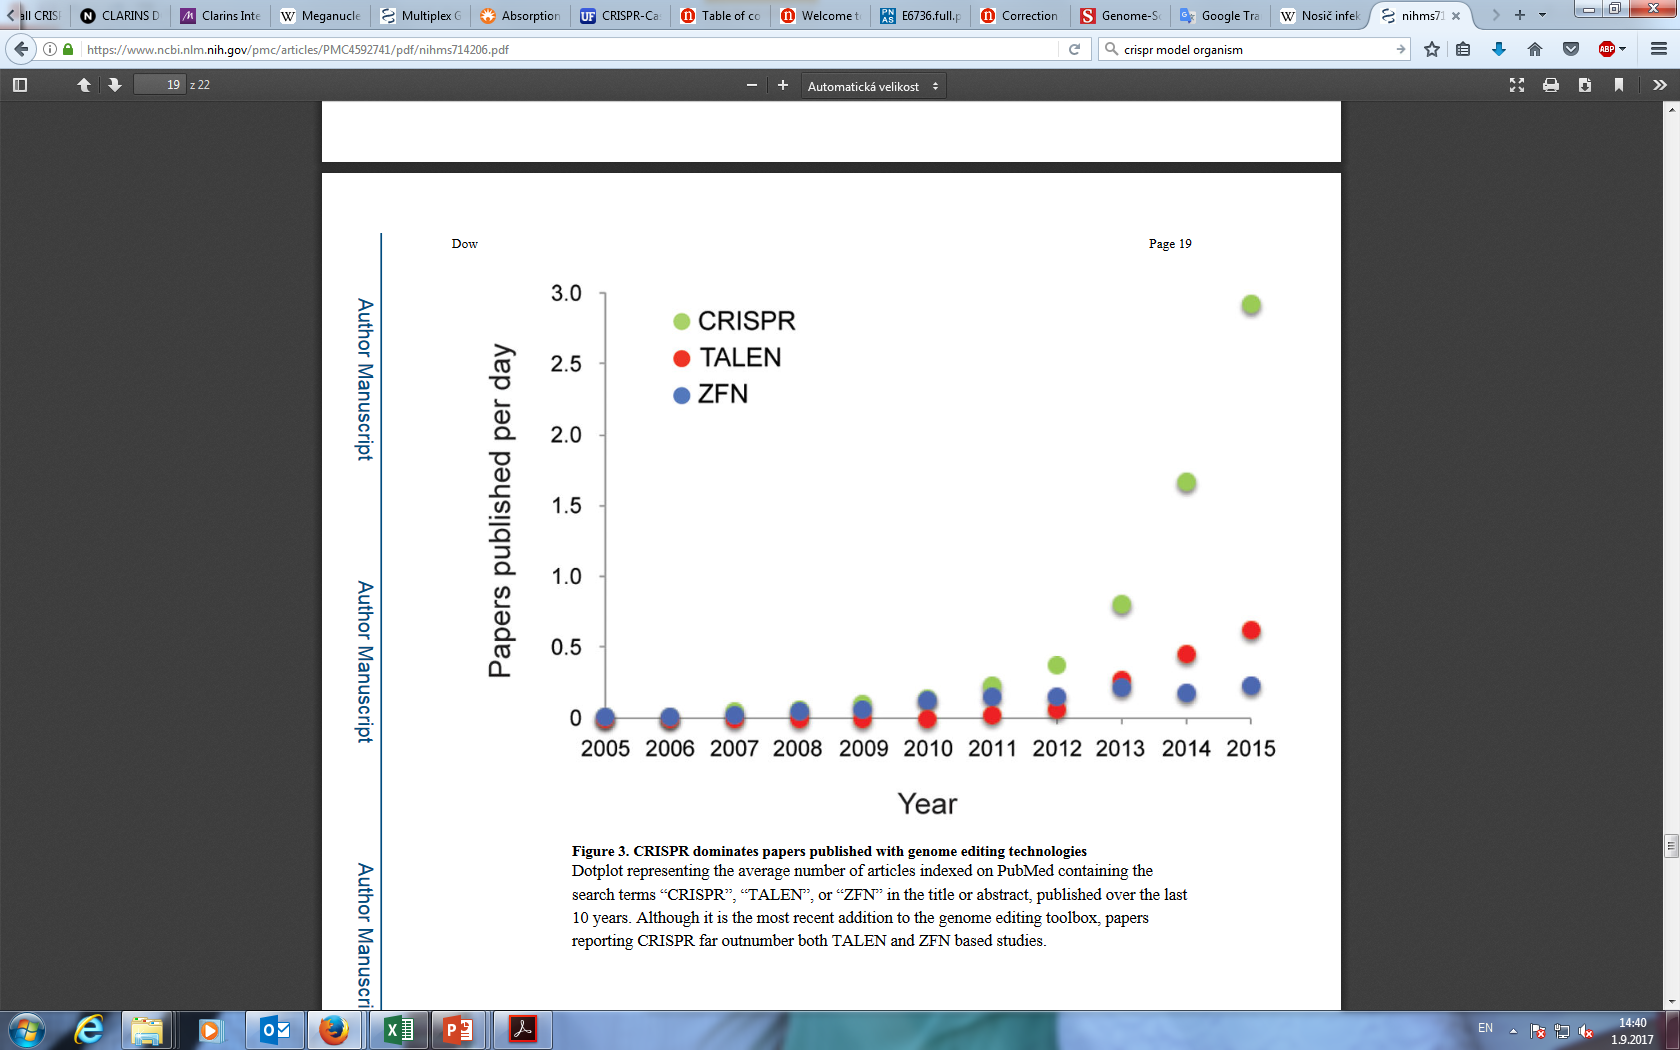 all CRISP
CLARINS D
Clarins Inte
Meganucle
Multiplex G
Absorption
CRISPR-Ca
Table of co
Welcome t
E6736.full.p
Correction
Genome-S
Google Tra
Nosič infek
nihms71
https://www.ncbi.nlm.nih.gov/pmc/articles/PMC4592741/pdf/nihms714206.pdf
crispr model organism
ABP
19 z 22
Automatická velikost
Dow
Page 19
Author Manuscript
Author Manuscript
Author Manuscri
3.0
2.5
2.0
1.5
1.0
0.5
0
Papers published per day
CRISPR
TALEN
ZFN
2005 2006 2007 2008 2009 2010 2011 2012 2013 2014 2015
Year
Figure 3. CRISPR dominates papers published with genome editing technologies
Dotplot representing the average number of articles indexed on PubMed containing the
search terms “CRISPR”, “TALEN”, or “ZFN” in the title or abstract, published over the last
10 years. Although it is the most recent addition to the genome editing toolbox, papers
reporting CRISPR far outnumber both TALEN and ZFN based studies.
EN
14:40
1.9.2017